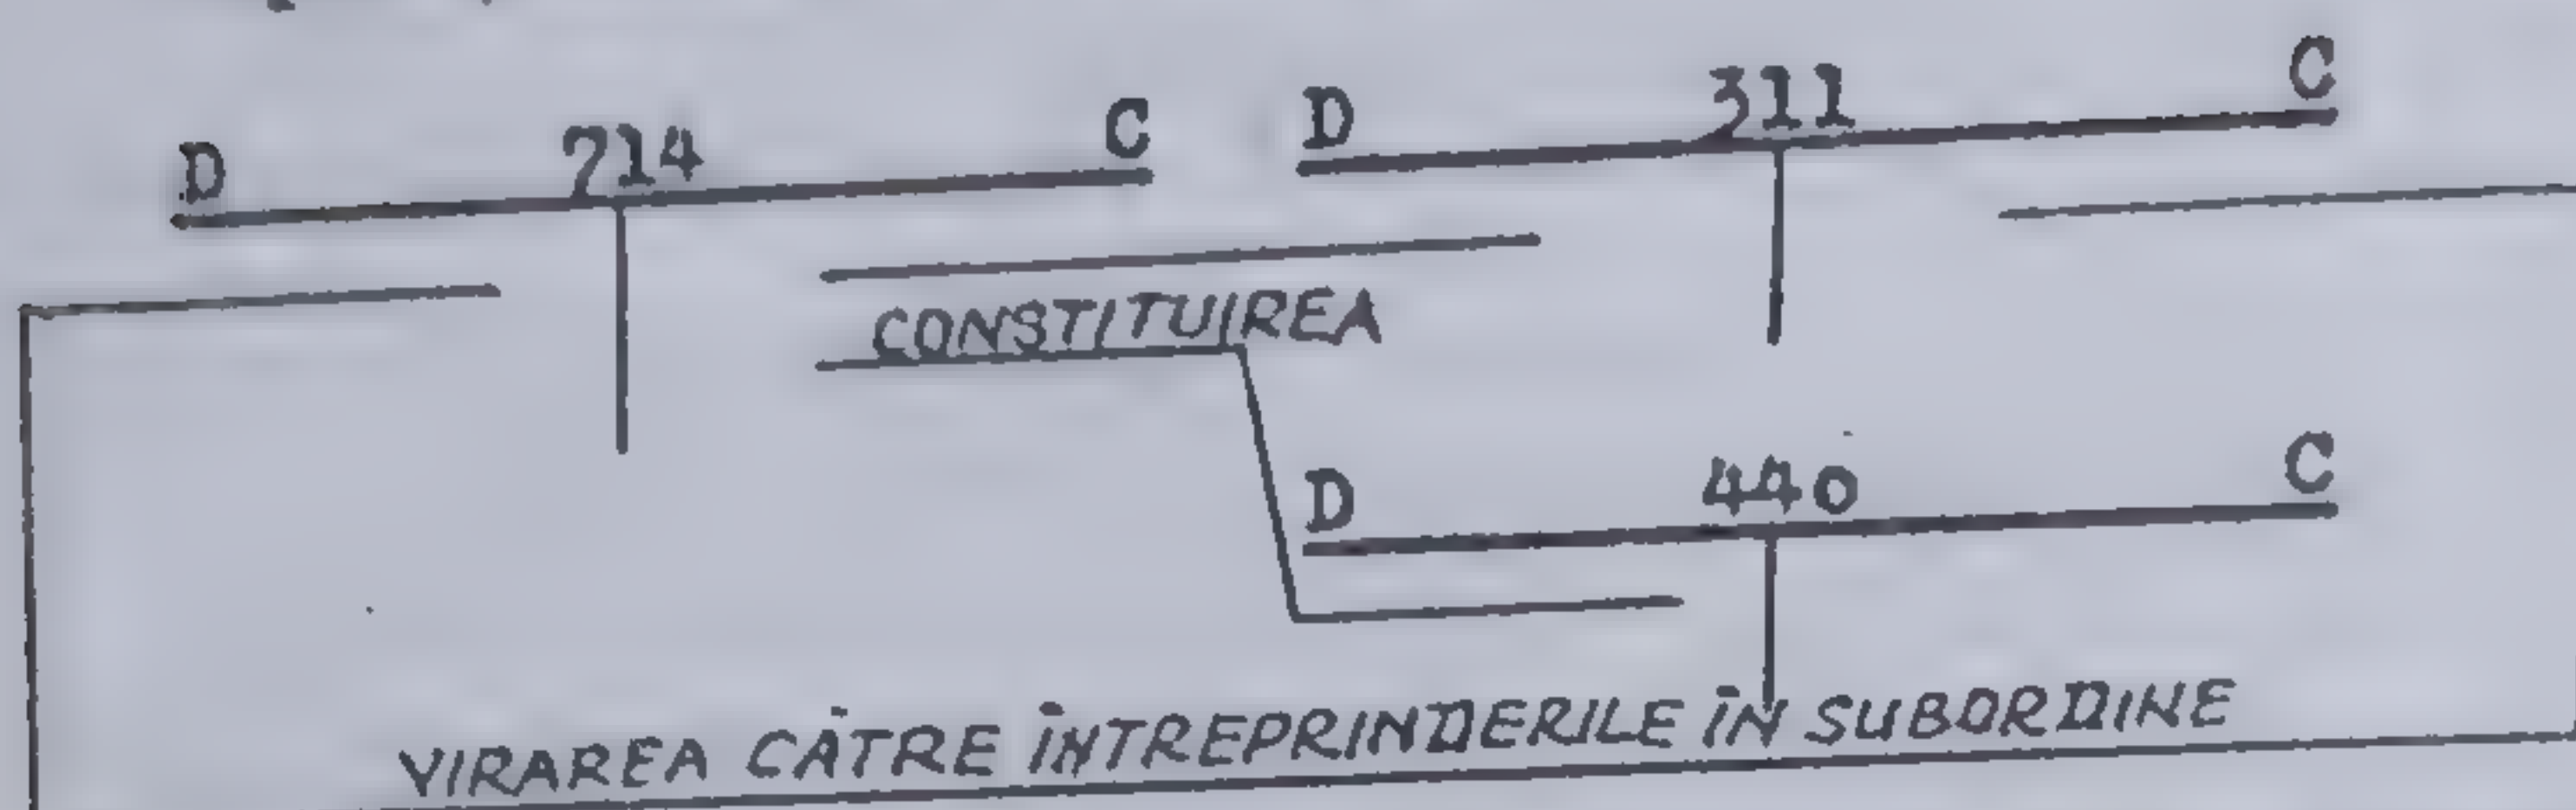 D 714 C D 311 C
CONSTITUIREA
D 440 C
VIRAREA CĂTRE ÎNTREPRINDERILE ÎN SUBORDINE